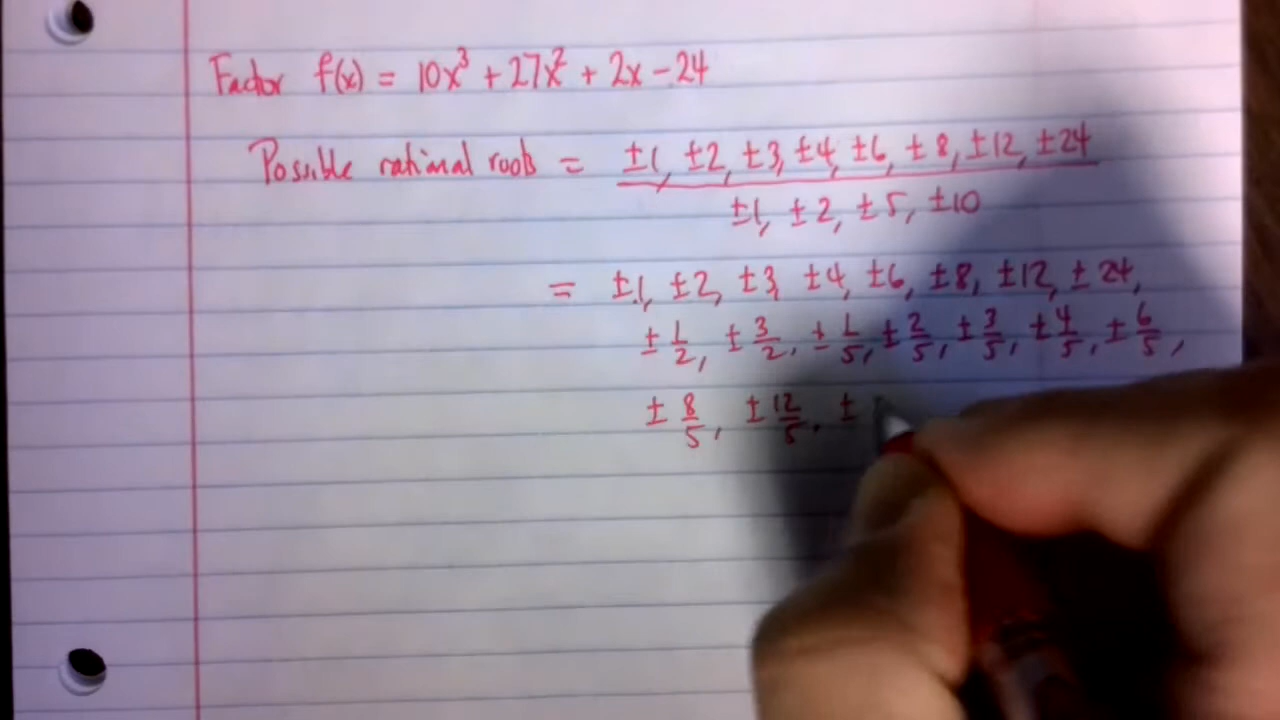 Factor f(x) = 10x³ + 27x² + 2x - 24
Possible rational roots = ±1, ±2, ±3, ±4, ±6, ±8, ±12, ±24
±1, ±2, ±5, ±10
= ±1, ±2, ±3, ±4, ±6, ±8, ±12, ±24,
±1/2, ±3/2, ±1/5, ±2/5, ±3/5, ±4/5, ±6/5,
±8/5, ±12/5, ±